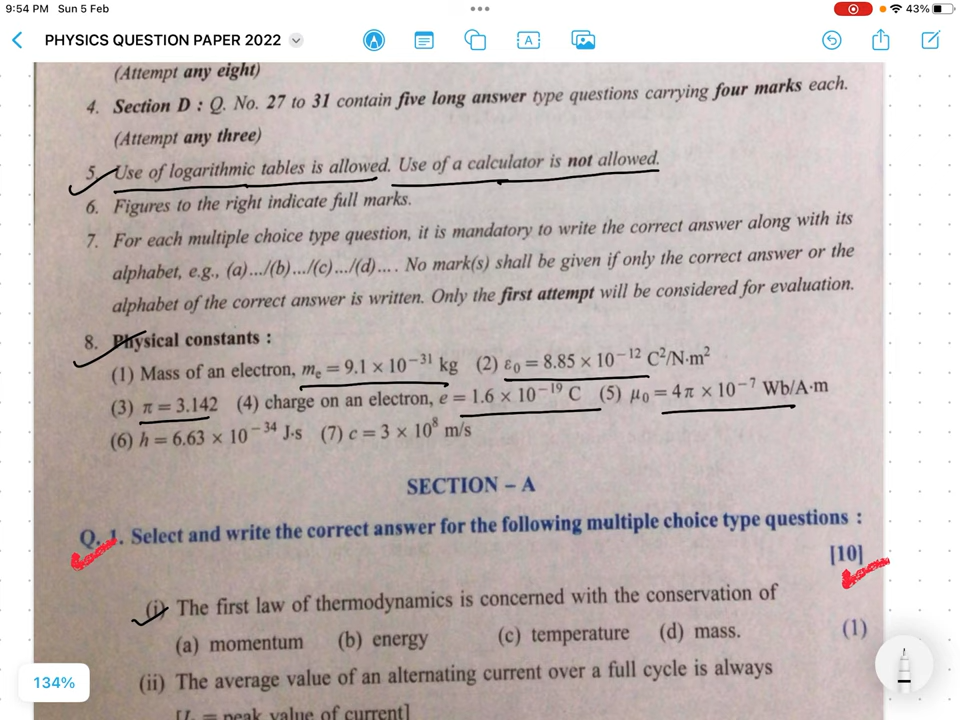 9:54 PM Sun 5 Feb
43%
PHYSICS QUESTION PAPER 2022
(Attempt any eight)
4. Section D : Q. No. 27 to 31 contain five long answer type questions carrying four marks each.
(Attempt any three)
5. Use of logarithmic tables is allowed. Use of a calculator is not allowed.
6. Figures to the right indicate full marks.
7. For each multiple choice type question, it is mandatory to write the correct answer along with its
alphabet, e.g., (a).../(b).../(c).../(d).... No mark(s) shall be given if only the correct answer or the
alphabet of the correct answer is written. Only the first attempt will be considered for evaluation.
8. Physical constants :
(1) Mass of an electron, mₑ = 9.1 × 10⁻³¹ kg (2) ε₀ = 8.85 × 10⁻¹² C²/N·m²
(3) π = 3.142 (4) charge on an electron, e = 1.6 × 10⁻¹⁹ C (5) μ₀ = 4π × 10⁻⁷ Wb/A·m
(6) h = 6.63 × 10⁻³⁴ J·s (7) c = 3 × 10⁸ m/s
SECTION – A
Q. 1. Select and write the correct answer for the following multiple choice type questions :
[10]
(i) The first law of thermodynamics is concerned with the conservation of
(a) momentum (b) energy (c) temperature (d) mass. (1)
(ii) The average value of an alternating current over a full cycle is always
= peak value of current]
134%